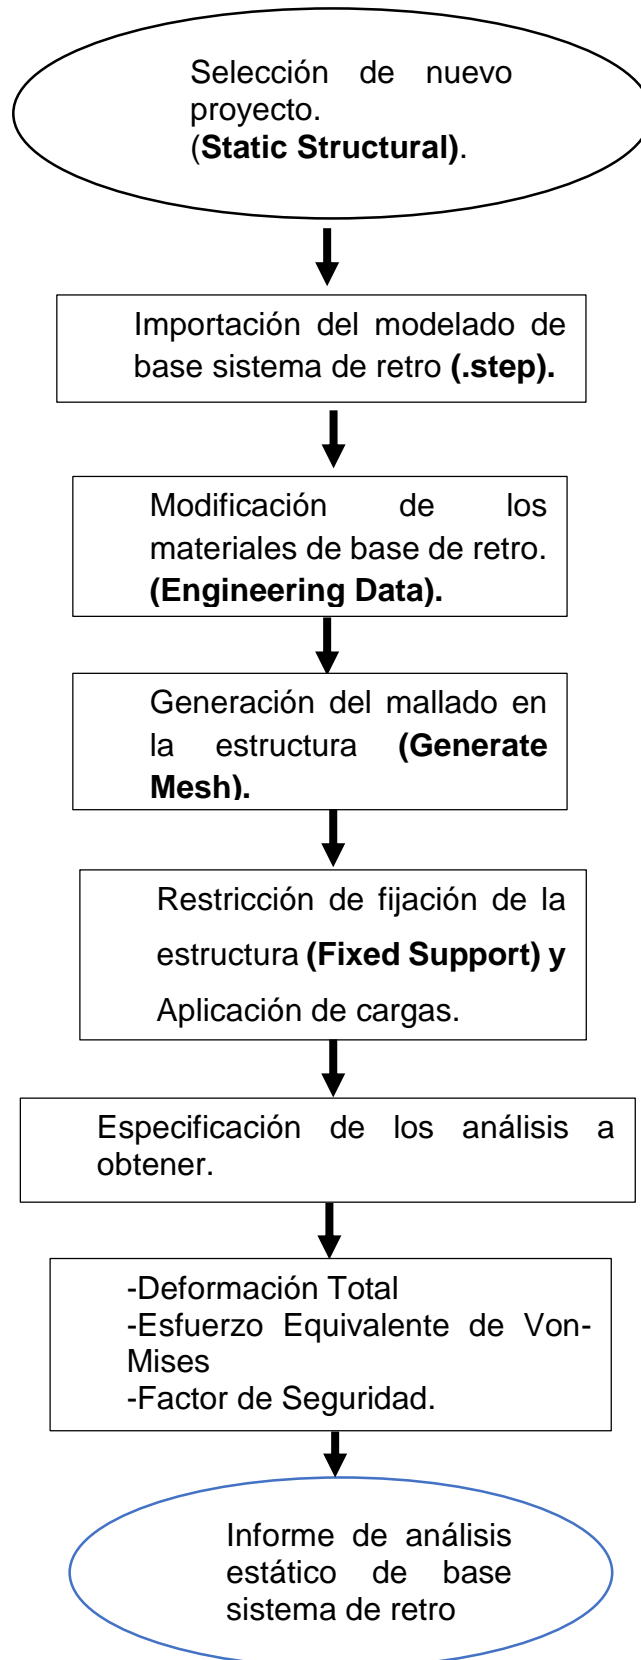 Selección de nuevo
proyecto.
(Static Structural).
Importación del modelado de
base sistema de retro (.step).
Modificación de los
materiales de base de retro.
(Engineering Data).
Generación del mallado en
la estructura (Generate
Mesh).
Restricción de fijación de la
estructura (Fixed Support) y
Aplicación de cargas.
Especificación de los análisis a
obtener.
-Deformación Total
-Esfuerzo Equivalente de Von-
Mises
-Factor de Seguridad.
Informe de análisis
estático de base
sistema de retro